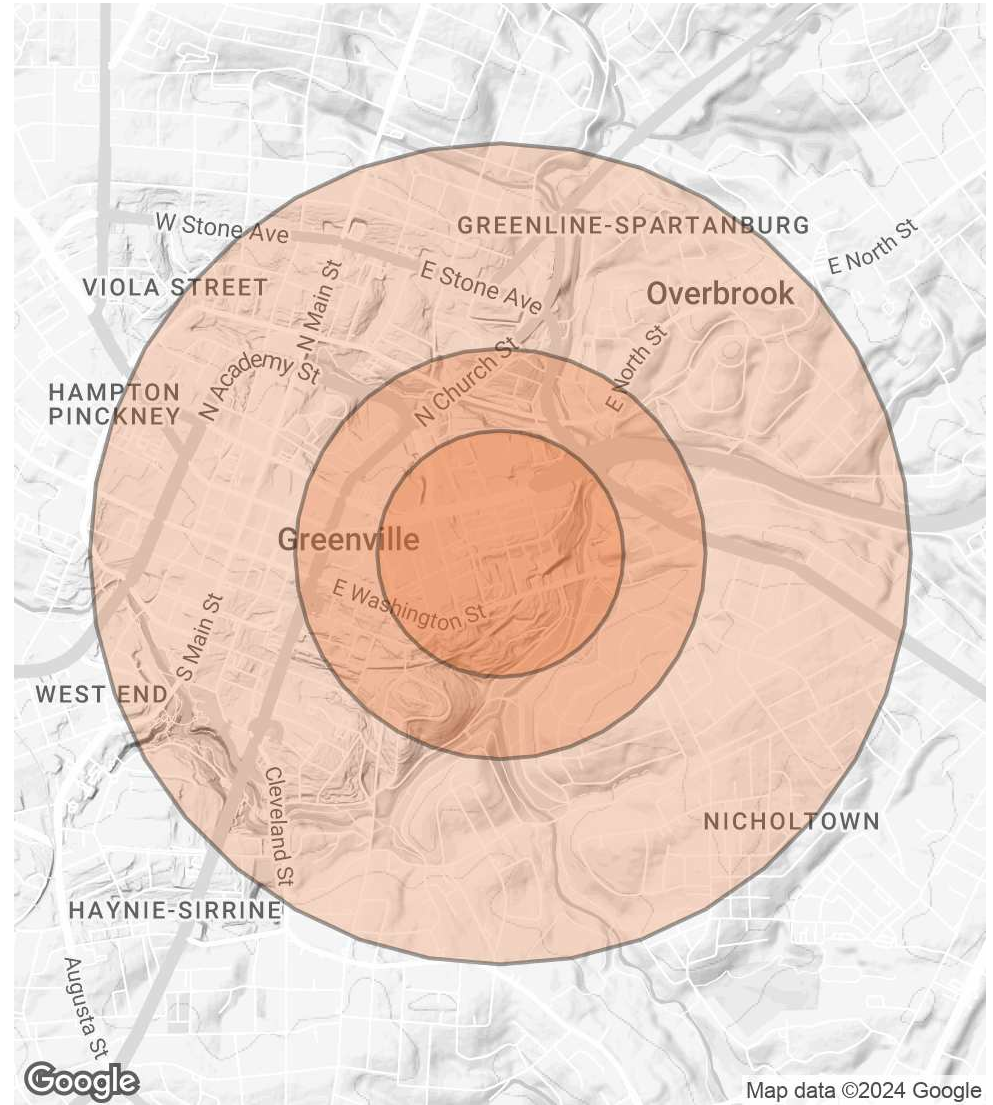 W Stone Ave
GREENLINE-SPARTANBURG
E North St
VIOLA STREET
N Main St
E Stone Ave
Overbrook
HAMPTON
PINCKNEY
N Academy St
N Church St
E North St
Greenville
E Washington St
S Main St
WEST END
Cleveland St
NICHOLTOWN
HAYNIE-SIRRINE
Augusta St
Google
Map data ©2024 Google